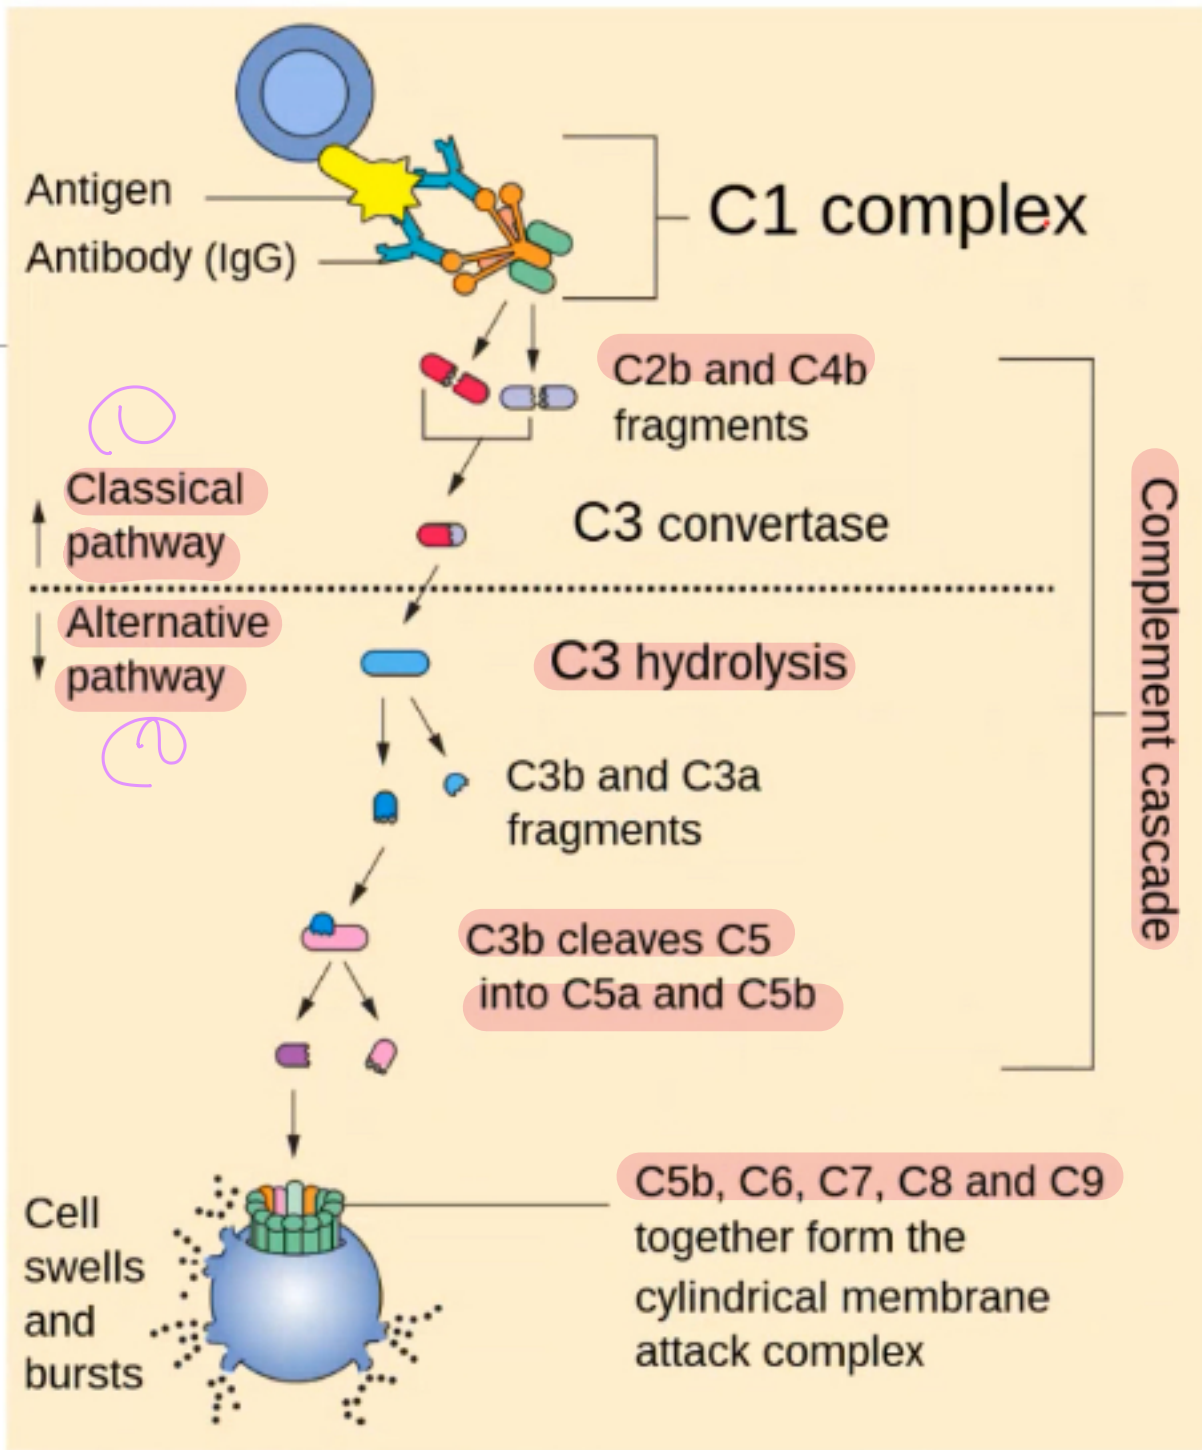 Antigen
Antibody (IgG)
C1 complex
C2b and C4b
fragments
Classical
pathway
C3 convertase
Alternative
pathway
C3 hydrolysis
C3b and C3a
fragments
C3b cleaves C5
into C5a and C5b
Complement cascade
C5b, C6, C7, C8 and C9
together form the
cylindrical membrane
attack complex
Cell
swells
and
bursts